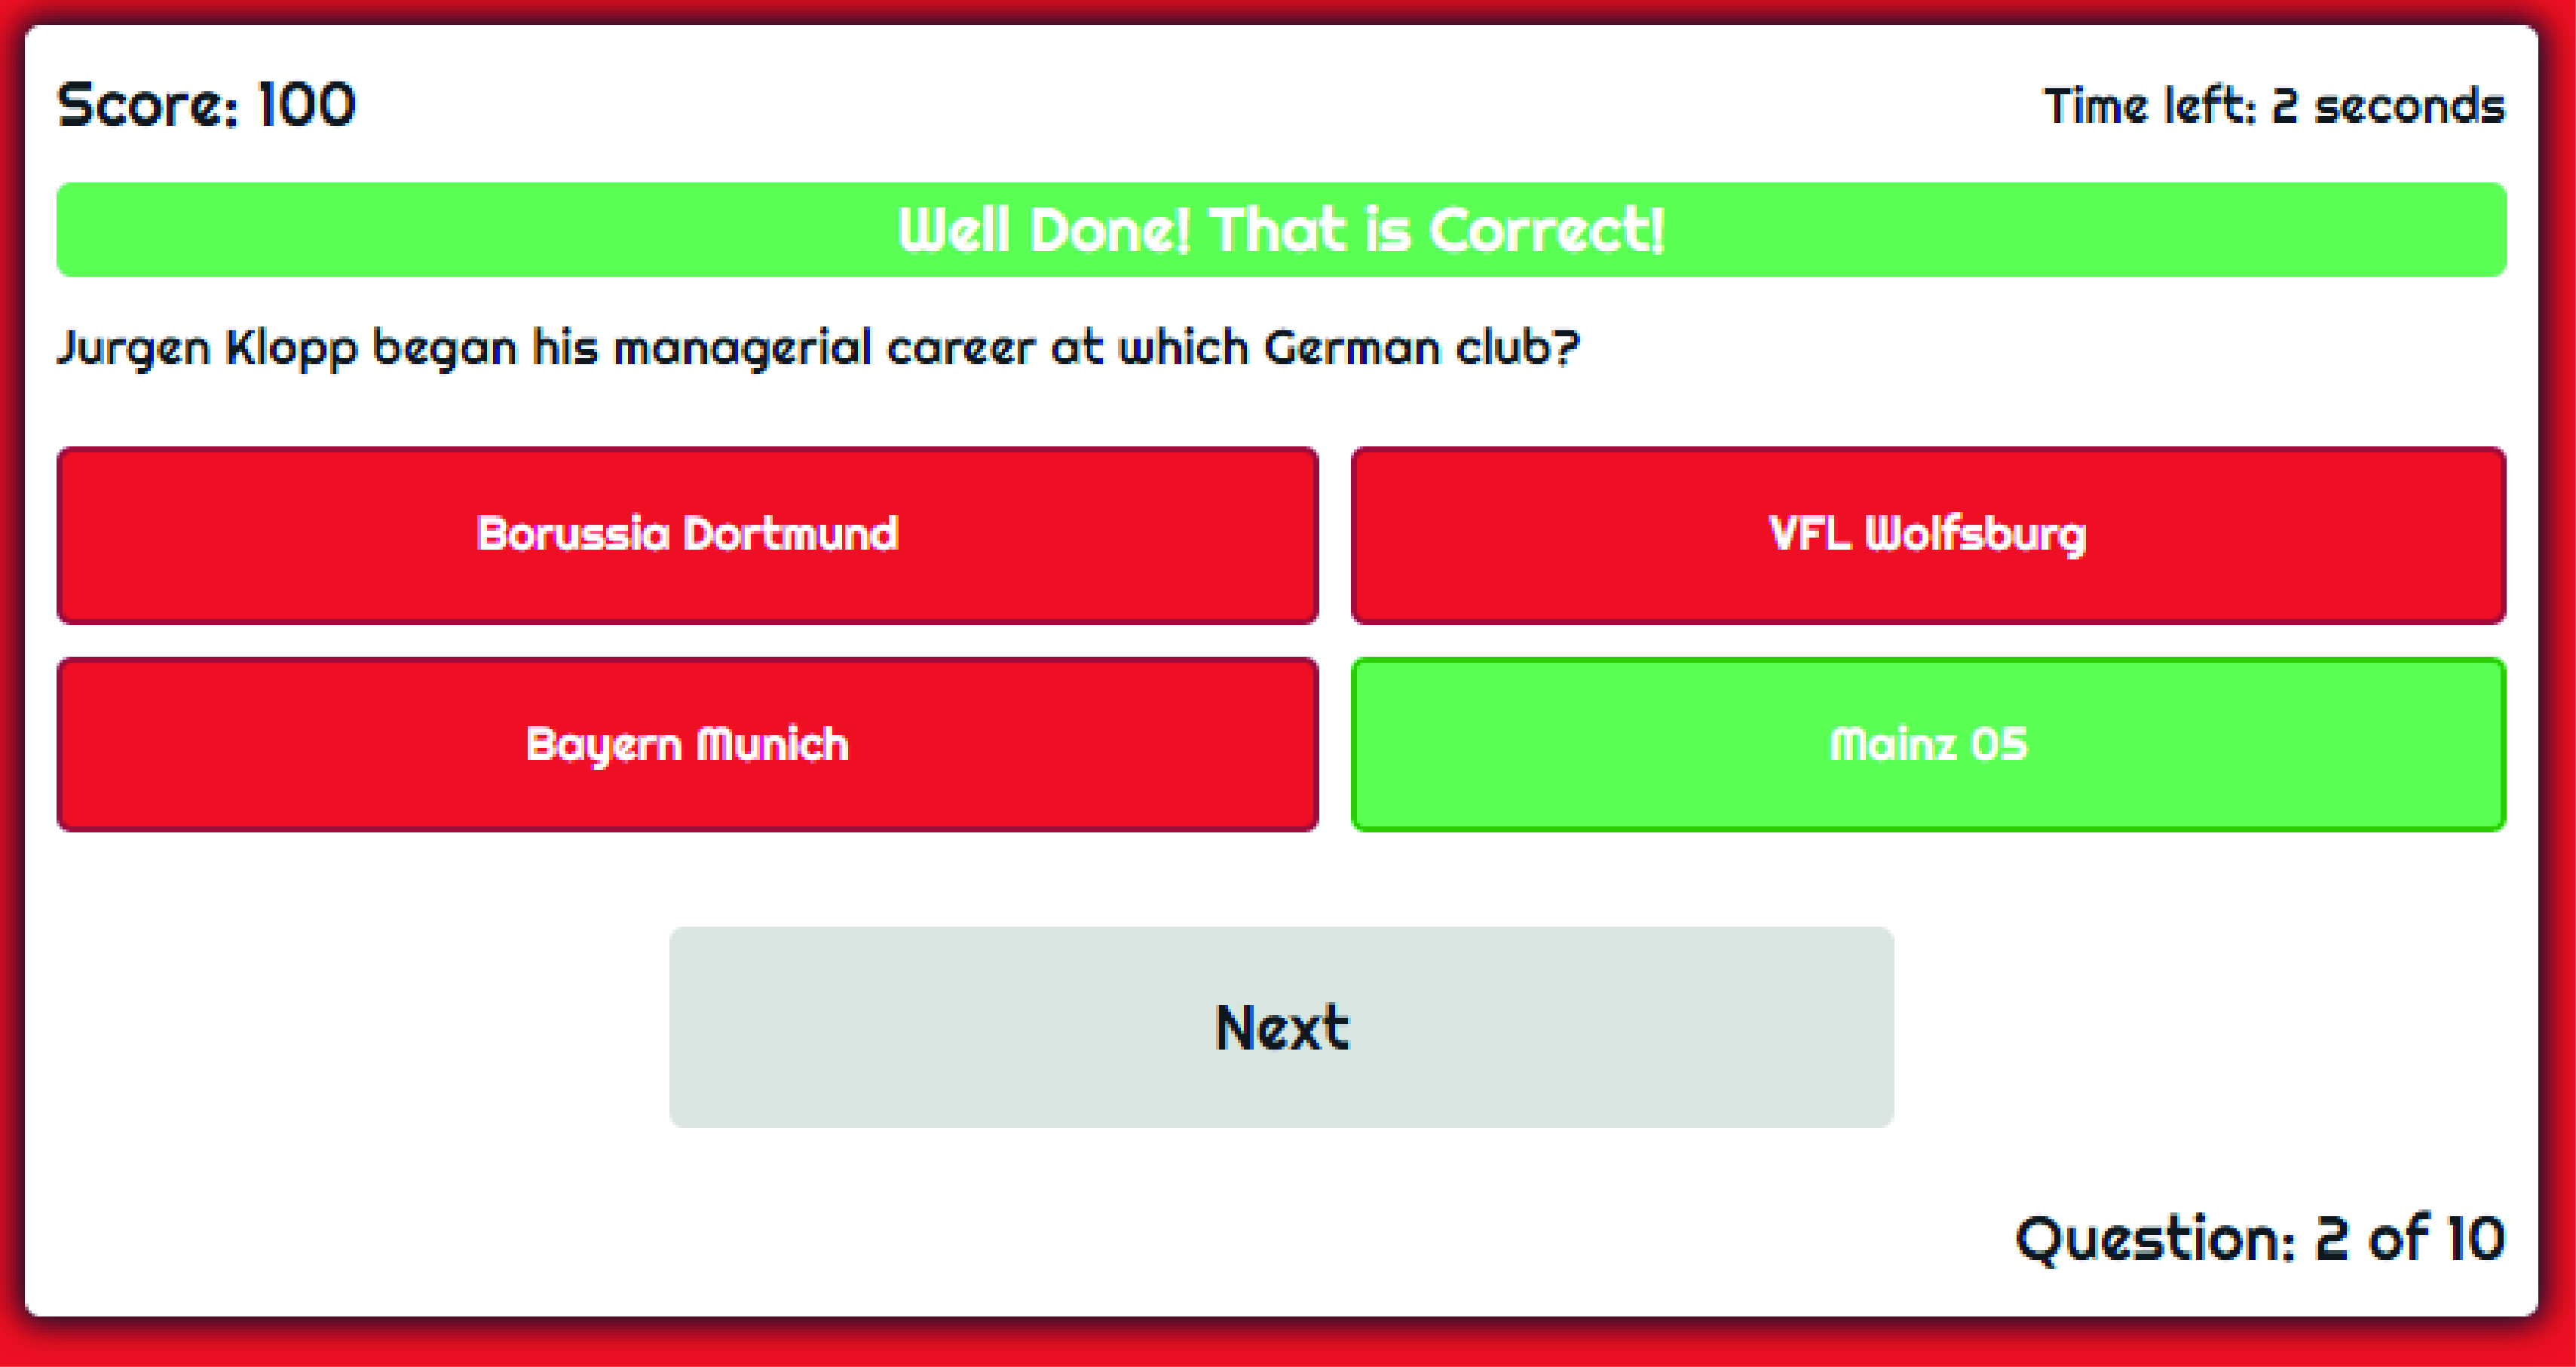 Score: 100
Time left: 2 seconds
Well Done! That is Correct!
Jurgen Klopp began his managerial career at which German club?
Borussia Dortmund
VFL Wolfsburg
Bayern Munich
Mainz 05
Next
Question: 2 of 10